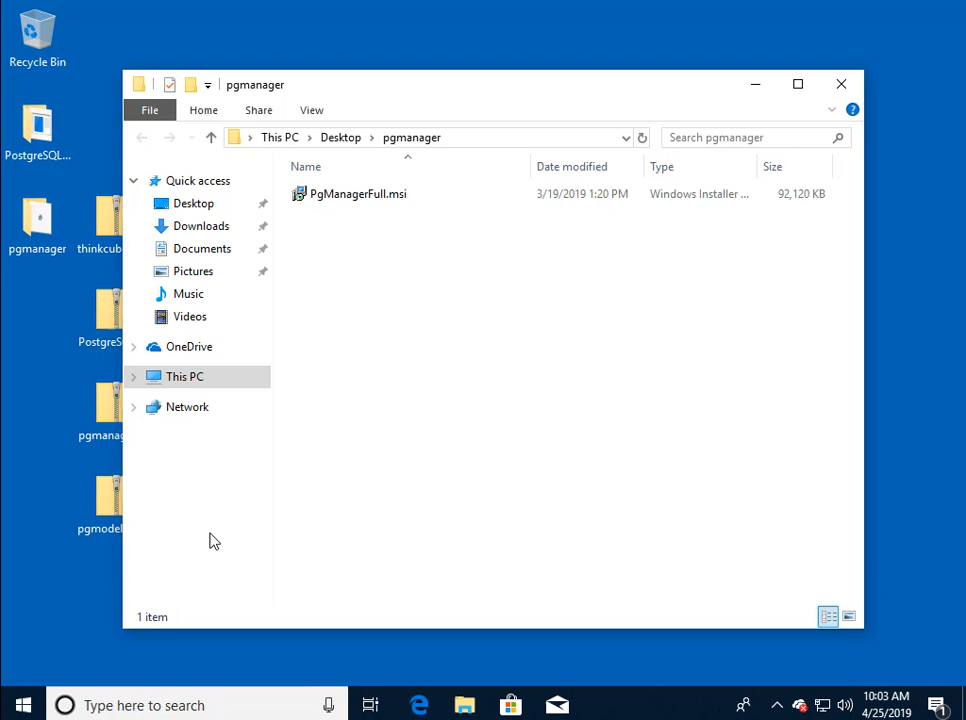 Recycle Bin
PostgreSQL...
pgmanager
thinkcub
PostgreS
pgmanag
pgmodel
pgmanager
File Home Share View
This PC Desktop pgmanager
Search pgmanager
Name Date modified Type Size
PgManagerFull.msi 3/19/2019 1:20 PM Windows Installer ... 92,120 KB
Quick access
Desktop
Downloads
Documents
Pictures
Music
Videos
OneDrive
This PC
Network
1 item
Type here to search
10:03 AM
4/25/2019
1